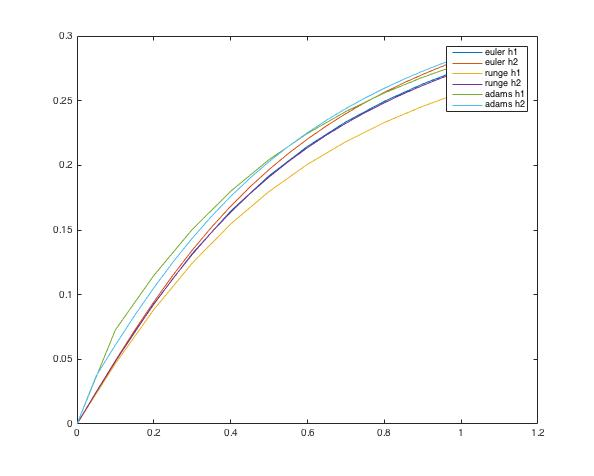 0.3
0.25
0.2
0.15
0.1
0.05
0
0 0.2 0.4 0.6 0.8 1 1.2
euler h1
euler h2
runge h1
runge h2
adams h1
adams h2